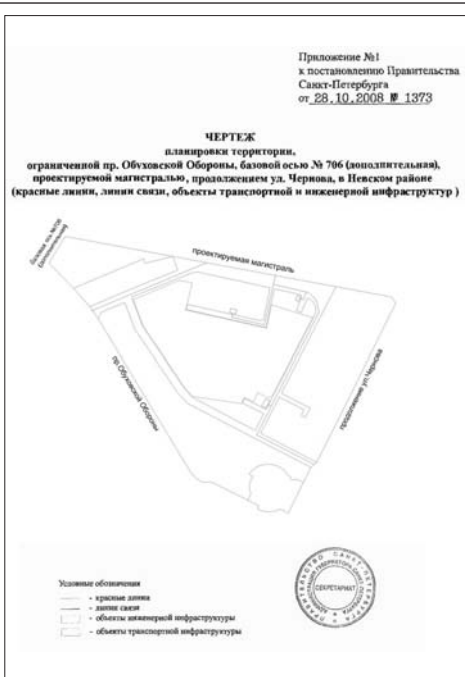 Приложение №1
к постановлению Правительства
Санкт-Петербурга
от 28.10.2008 № 1373
ЧЕРТЕЖ
планировки территории,
ограниченной пр. Обуховской Обороны, базовой осью № 706 (дополнительная),
проектируемой магистралью, продолжением ул. Чернова, в Невском районе
(красные линии, линии связи, объекты транспортной и инженерной инфраструктур )
проектируемая магистраль
пр.Обуховской Обороны
продолжение ул.Чернова
Условные обозначения
- красные линии
- линии связи
- объекты инженерной инфраструктуры
- объекты транспортной инфраструктуры
СЕКРЕТАРИАТ